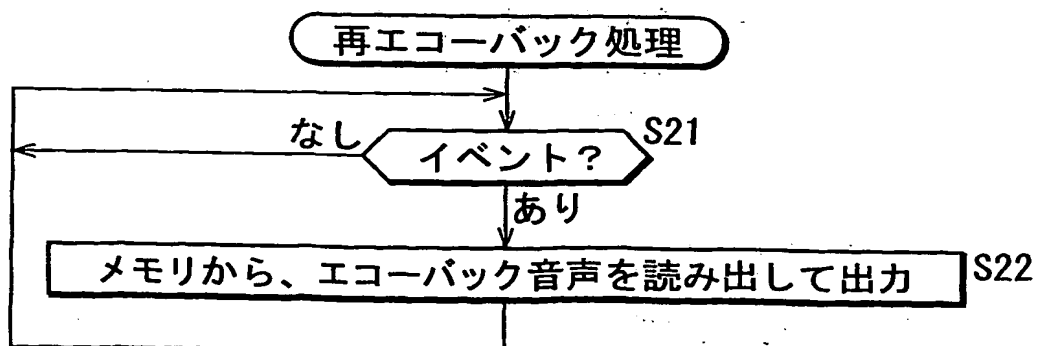 再エコーバック処理
なし
イベント?
S21
あり
メモリから、エコーバック音声を読み出して出力
S22